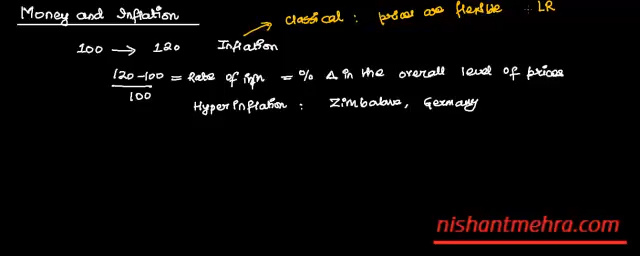 Money and Inflation
Classical: prices are flexible : LR
100 → 120 Inflation
120-100 / 100 = Rate of infn = % Δ in the overall level of prices
Hyperinflation: Zimbabwe, Germany
nishantmehra.com